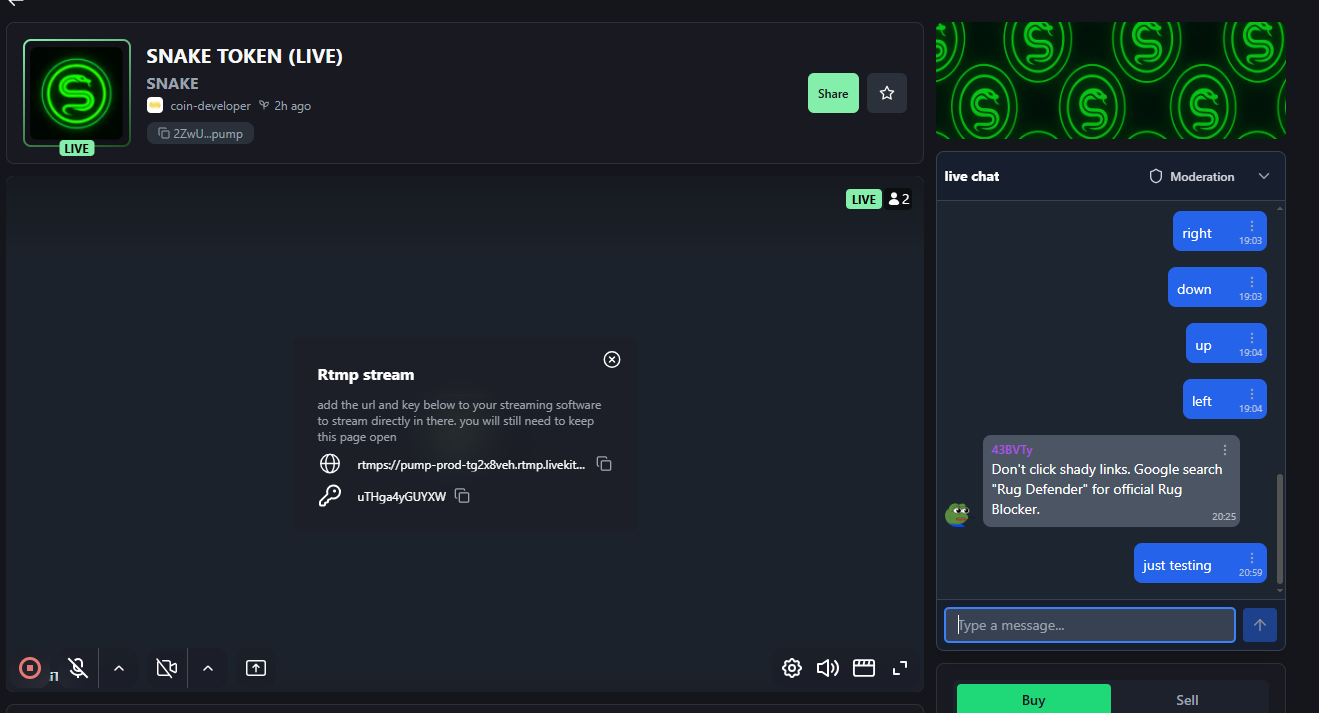 SNAKE TOKEN (LIVE)
SNAKE
coin-developer 2h ago
2ZwU...pump
LIVE
Share
LIVE 2
Rtmp stream
add the url and key below to your streaming software
to stream directly in there. you will still need to keep
this page open
rtmps://pump-prod-tg2x8veh.rtmp.livekit...
uTHga4yGUYXW
live chat
Moderation
right
19:03
down
19:03
up
19:04
left
19:04
43BVTy
Don't click shady links. Google search
"Rug Defender" for official Rug
Blocker.
20:25
just testing
20:59
Type a message...
Buy
Sell